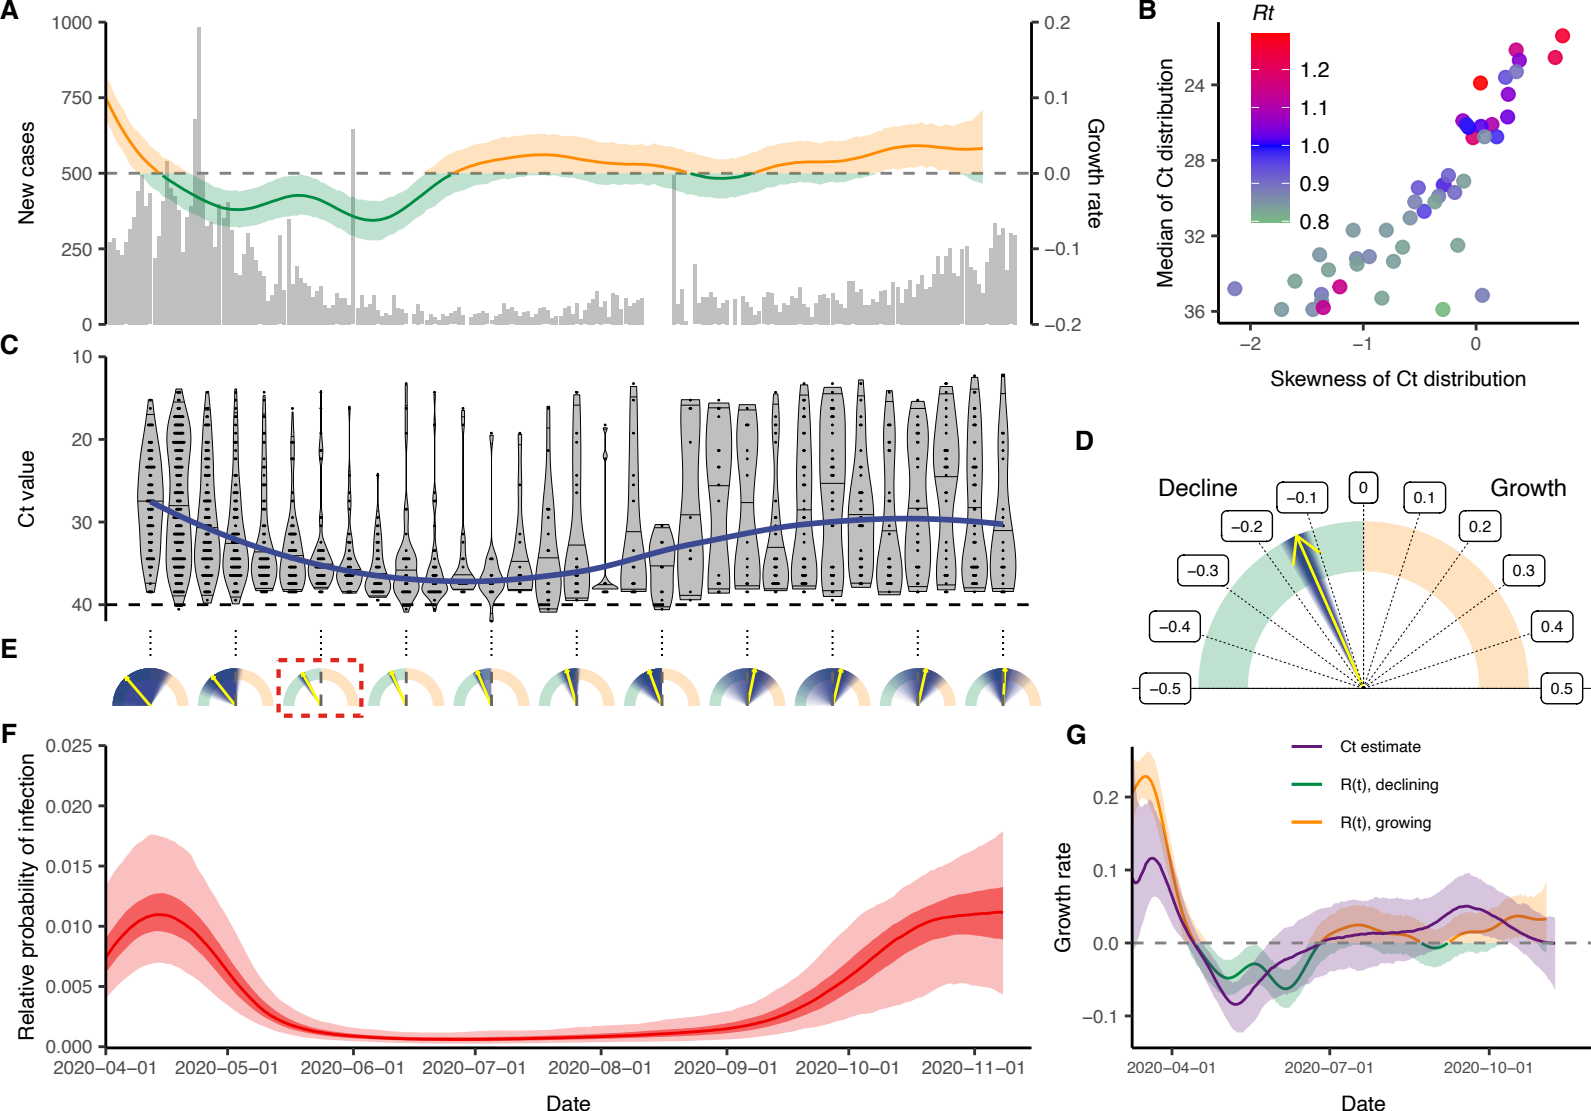 A
1000
750
500
250
0
New cases
0.2
0.1
0.0
−0.1
−0.2
Growth rate
B
Rt
1.2
1.1
1.0
0.9
0.8
24
28
32
36
Median of Ct distribution
−2
−1
0
Skewness of Ct distribution
C
10
20
30
40
Ct value
D
Decline
Growth
−0.5
−0.4
−0.3
−0.2
−0.1
0
0.1
0.2
0.3
0.4
0.5
E
F
0.025
0.020
0.015
0.010
0.005
0.000
Relative probability of infection
2020−04−01
2020−05−01
2020−06−01
2020−07−01
2020−08−01
2020−09−01
2020−10−01
2020−11−01
Date
G
Ct estimate
R(t), declining
R(t), growing
0.2
0.1
0.0
−0.1
Growth rate
2020−04−01
2020−07−01
2020−10−01
Date